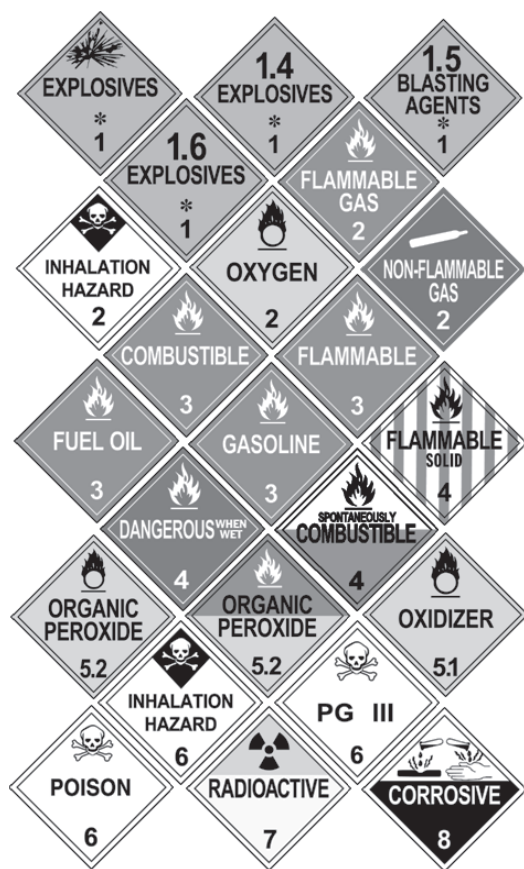 EXPLOSIVES
*
1
1.4
EXPLOSIVES
*
1
1.5
BLASTING
AGENTS
*
1
1.6
EXPLOSIVES
*
1
FLAMMABLE
GAS
2
INHALATION
HAZARD
2
OXYGEN
2
NON-FLAMMABLE
GAS
2
COMBUSTIBLE
3
FLAMMABLE
3
FUEL OIL
3
GASOLINE
3
FLAMMABLE
SOLID
4
DANGEROUS WHEN WET
4
SPONTANEOUSLY
COMBUSTIBLE
4
ORGANIC
PEROXIDE
5.2
ORGANIC
PEROXIDE
5.2
OXIDIZER
5.1
INHALATION
HAZARD
6
PG III
6
POISON
6
RADIOACTIVE
7
CORROSIVE
8